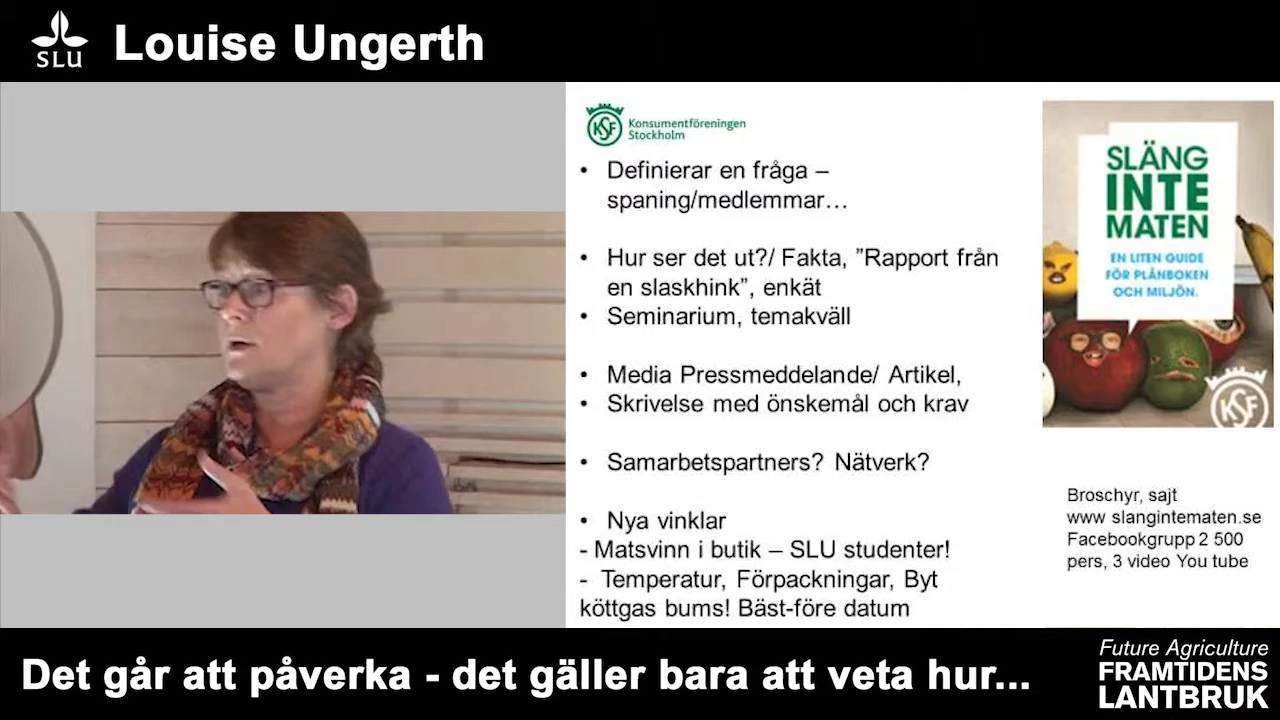 SLU
Louise Ungerth
KSF
Konsumentföreningen
Stockholm
• Definierar en fråga –
spaning/medlemmar…
• Hur ser det ut?/ Fakta, ”Rapport från
en slaskhink”, enkät
• Seminarium, temakväll
• Media Pressmeddelande/ Artikel,
• Skrivelse med önskemål och krav
• Samarbetspartners? Nätverk?
• Nya vinklar
- Matsvinn i butik – SLU studenter!
- Temperatur, Förpackningar, Byt
köttgas bums! Bäst-före datum
SLÄNG
INTE
MATEN
EN LITEN GUIDE
FÖR PLÅNBOKEN
OCH MILJÖN.
KSF
Broschyr, sajt
www slangintematen.se
Facebookgrupp 2 500
pers, 3 video You tube
Det går att påverka - det gäller bara att veta hur...
Future Agriculture
FRAMTIDENS
LANTBRUK